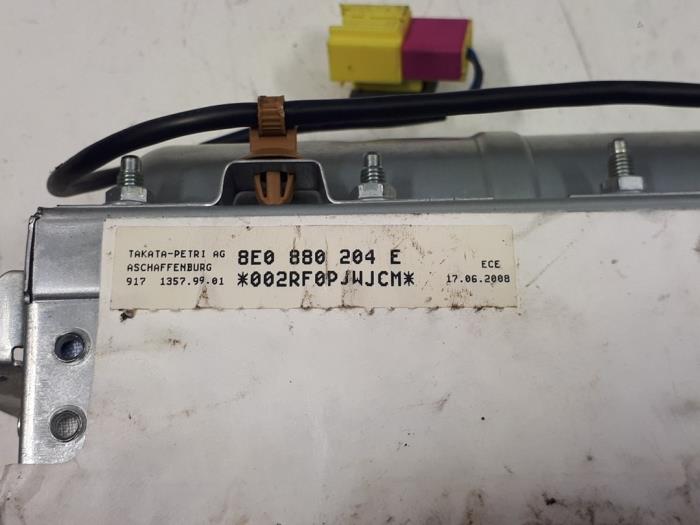 TAKATA-PETRI AG
ASCHAFFENBURG
917 1357.99.01
8E0 880 204 E
*002RF0PJWJCM*
ECE
17.06.2008